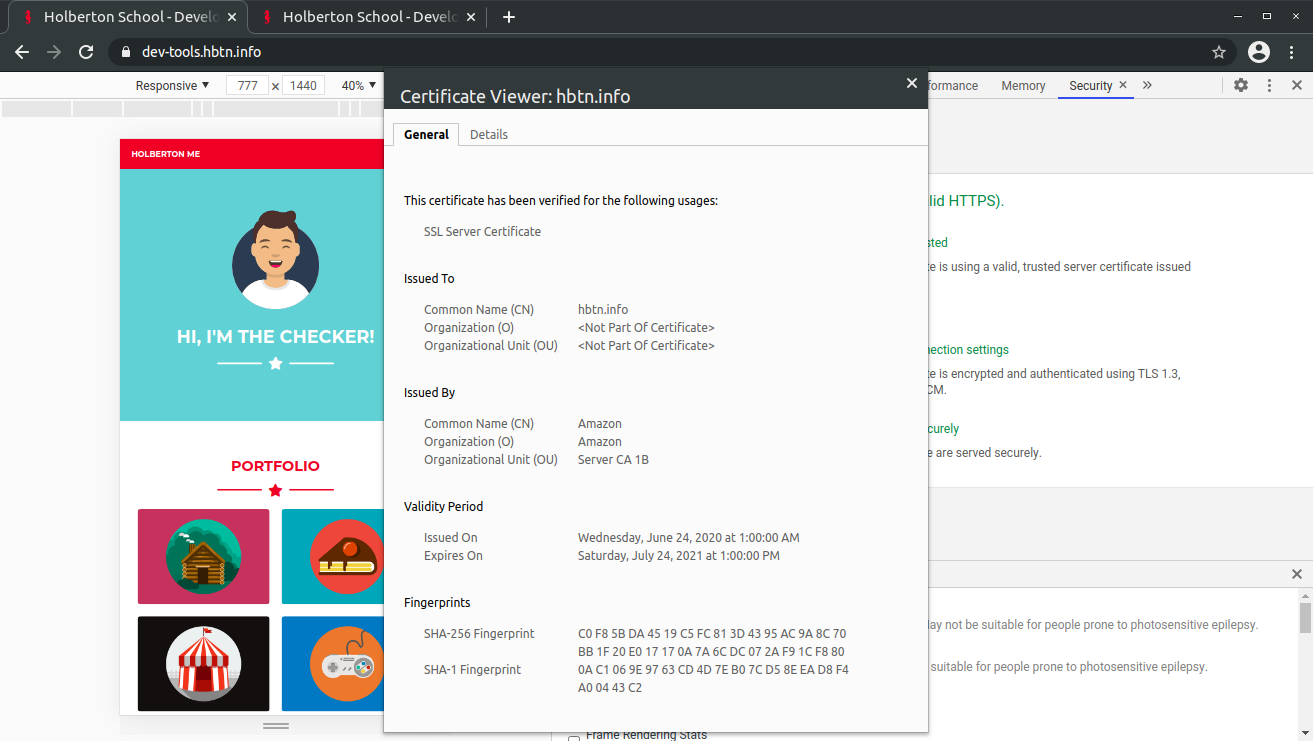 Holberton School - Develo
Holberton School - Develo
dev-tools.hbtn.info
Responsive 777 × 1440 40%
formance Memory Security
Certificate Viewer: hbtn.info
General Details
HOLBERTON ME
HI, I'M THE CHECKER!
PORTFOLIO
This certificate has been verified for the following usages:
SSL Server Certificate
Issued To
Common Name (CN) hbtn.info
Organization (O) <Not Part Of Certificate>
Organizational Unit (OU) <Not Part Of Certificate>
Issued By
Common Name (CN) Amazon
Organization (O) Amazon
Organizational Unit (OU) Server CA 1B
Validity Period
Issued On Wednesday, June 24, 2020 at 1:00:00 AM
Expires On Saturday, July 24, 2021 at 1:00:00 PM
Fingerprints
SHA-256 Fingerprint C0 F8 5B DA 45 19 C5 FC 81 3D 43 95 AC 9A 8C 70
BB 1F 20 E0 17 17 0A 7A 6C DC 07 2A F9 1C F8 80
SHA-1 Fingerprint 0A C1 06 9E 97 63 CD 4D 7E B0 7C D5 8E EA D8 F4
A0 04 43 C2
lid HTTPS).
sted
te is using a valid, trusted server certificate issued
nection settings
te is encrypted and authenticated using TLS 1.3,
CM.
curely
e are served securely.
ay not be suitable for people prone to photosensitive epilepsy.
suitable for people prone to photosensitive epilepsy.
Frame Rendering Stats